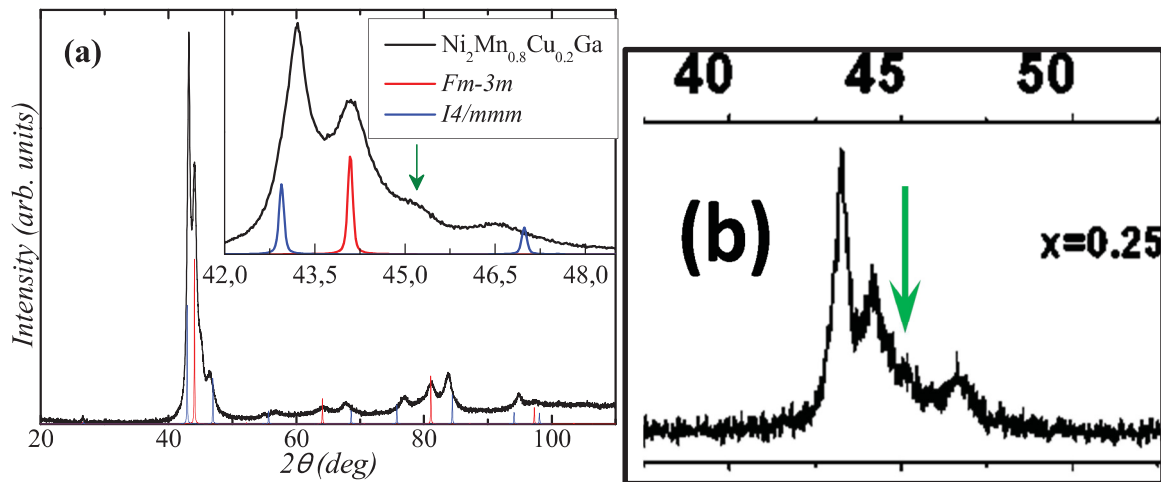 (a)
Ni₂Mn₀.₈Cu₀.₂Ga
Fm-3m
I4/mmm
42,0 43,5 45,0 46,5 48,0
Intensity (arb. units)
20 40 60 80 100
2θ (deg)
40 45 50
(b)
x=0.25